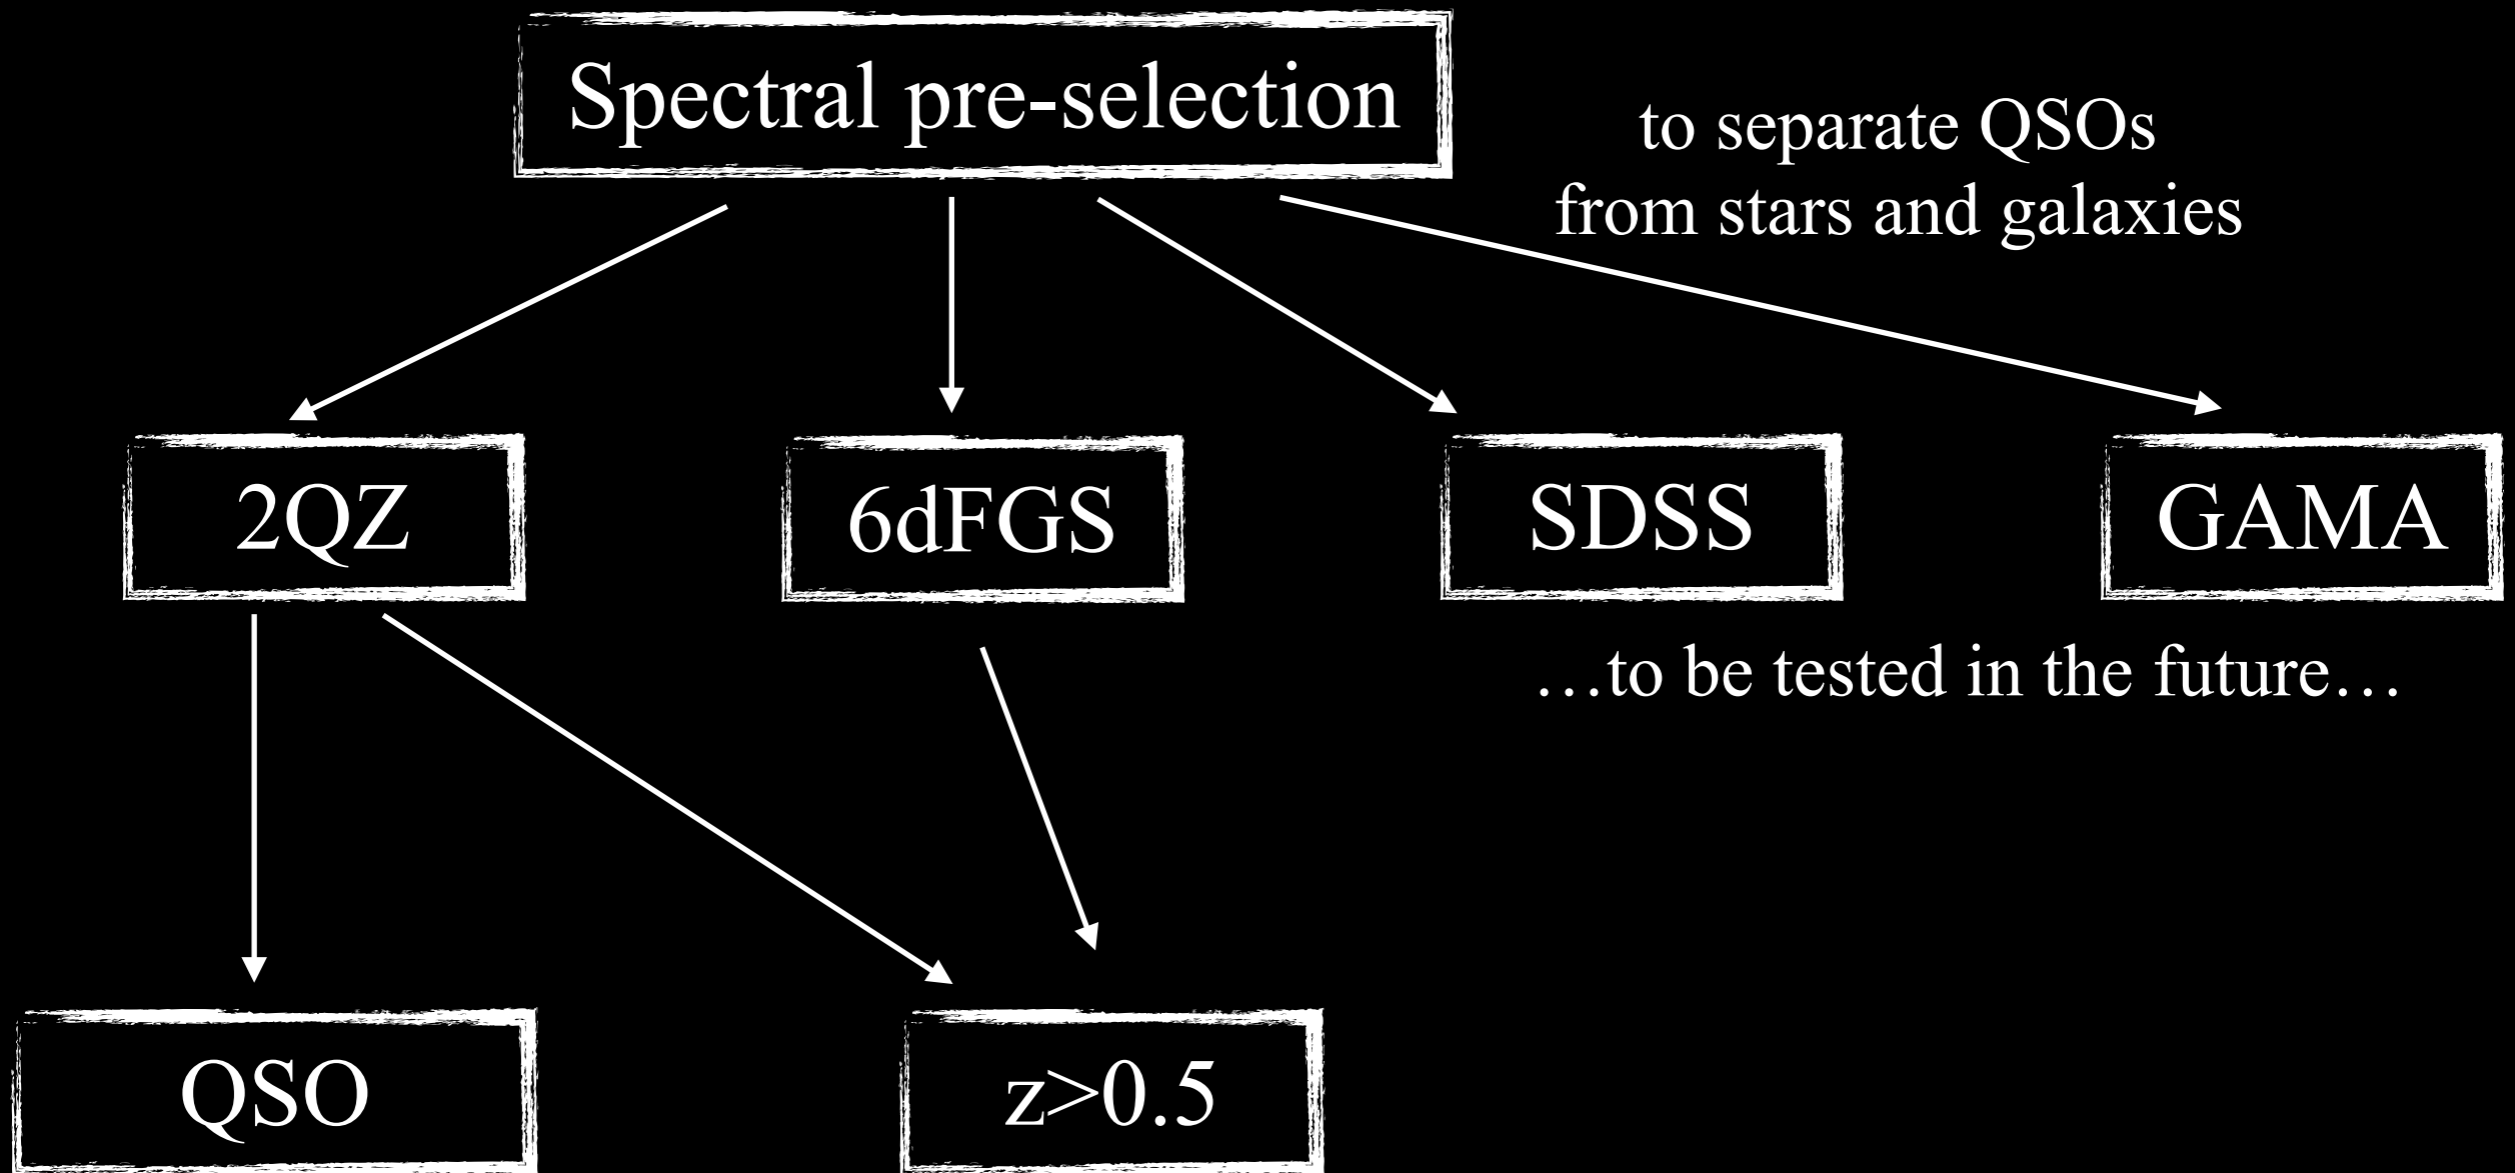 Spectral pre-selection
to separate QSOs
from stars and galaxies
2QZ
6dFGS
SDSS
GAMA
…to be tested in the future…
QSO
z>0.5